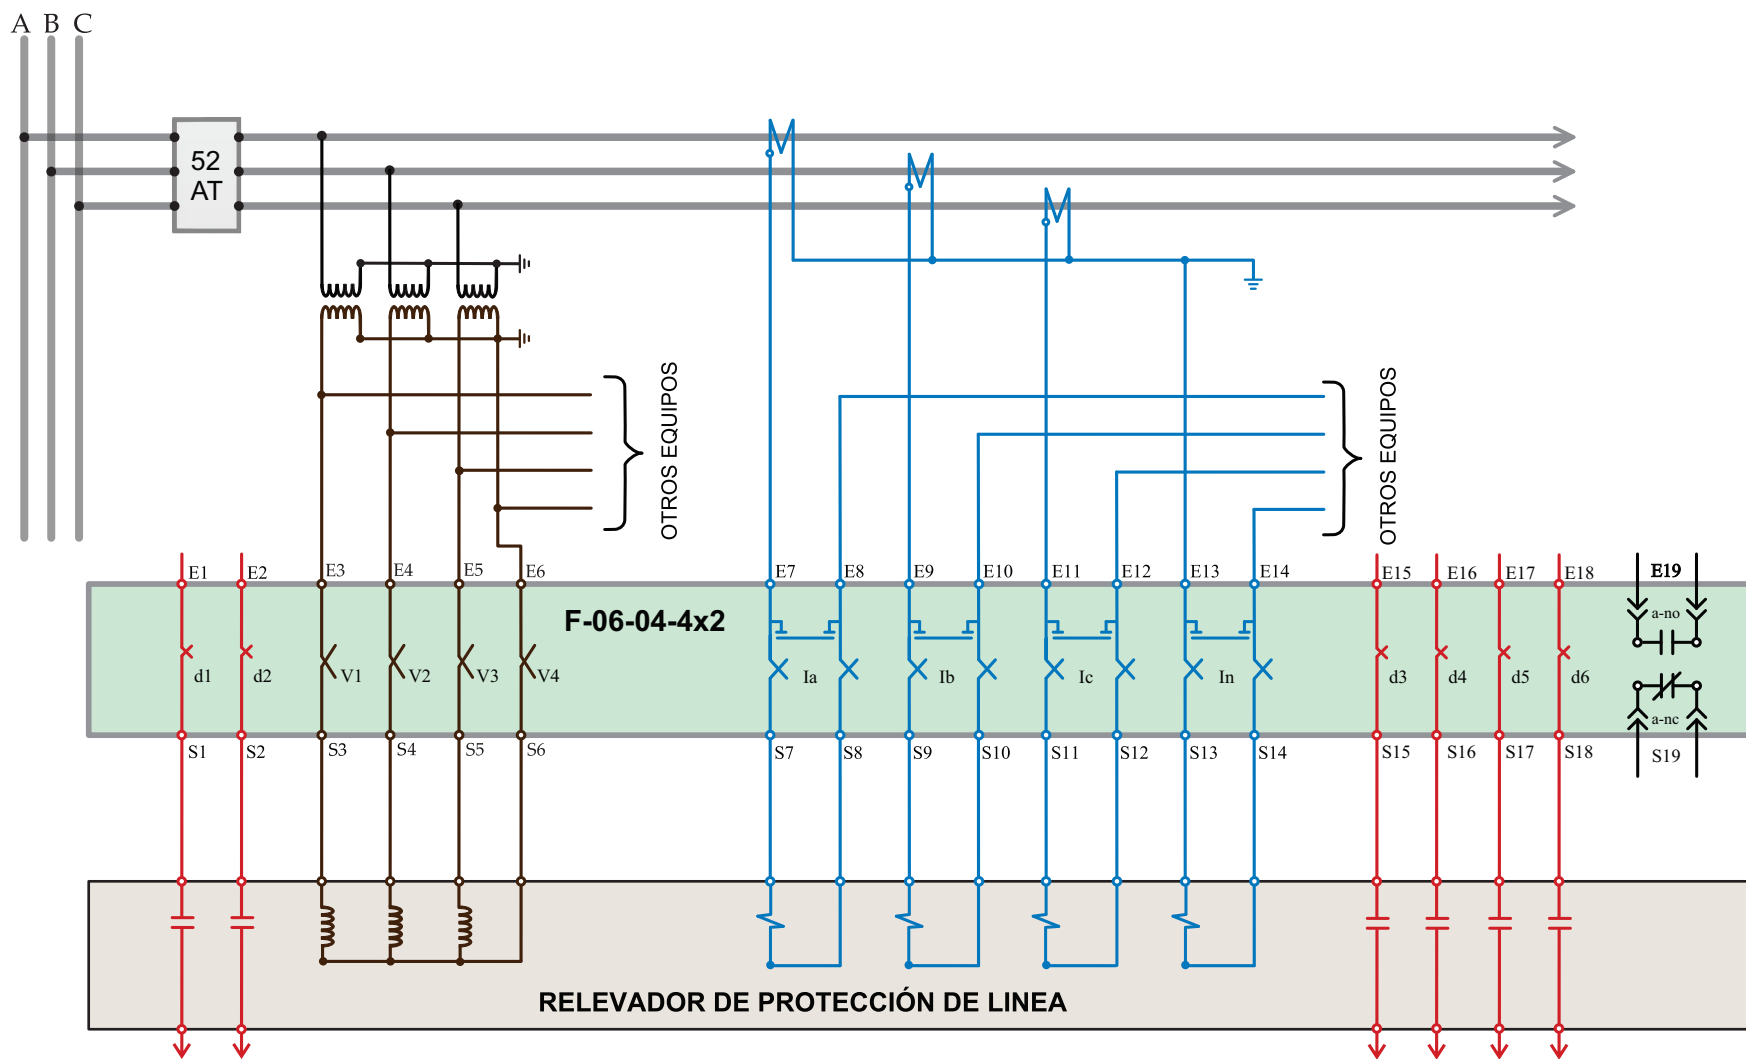 A B C
52
AT
OTROS EQUIPOS
OTROS EQUIPOS
E1 E2 E3 E4 E5 E6 E7 E8 E9 E10 E11 E12 E13 E14 E15 E16 E17 E18 E19
F-06-04-4x2
a-no
d1 d2 V1 V2 V3 V4 Ia Ib Ic In d3 d4 d5 d6
a-nc
S1 S2 S3 S4 S5 S6 S7 S8 S9 S10 S11 S12 S13 S14 S15 S16 S17 S18 S19
RELEVADOR DE PROTECCIÓN DE LINEA